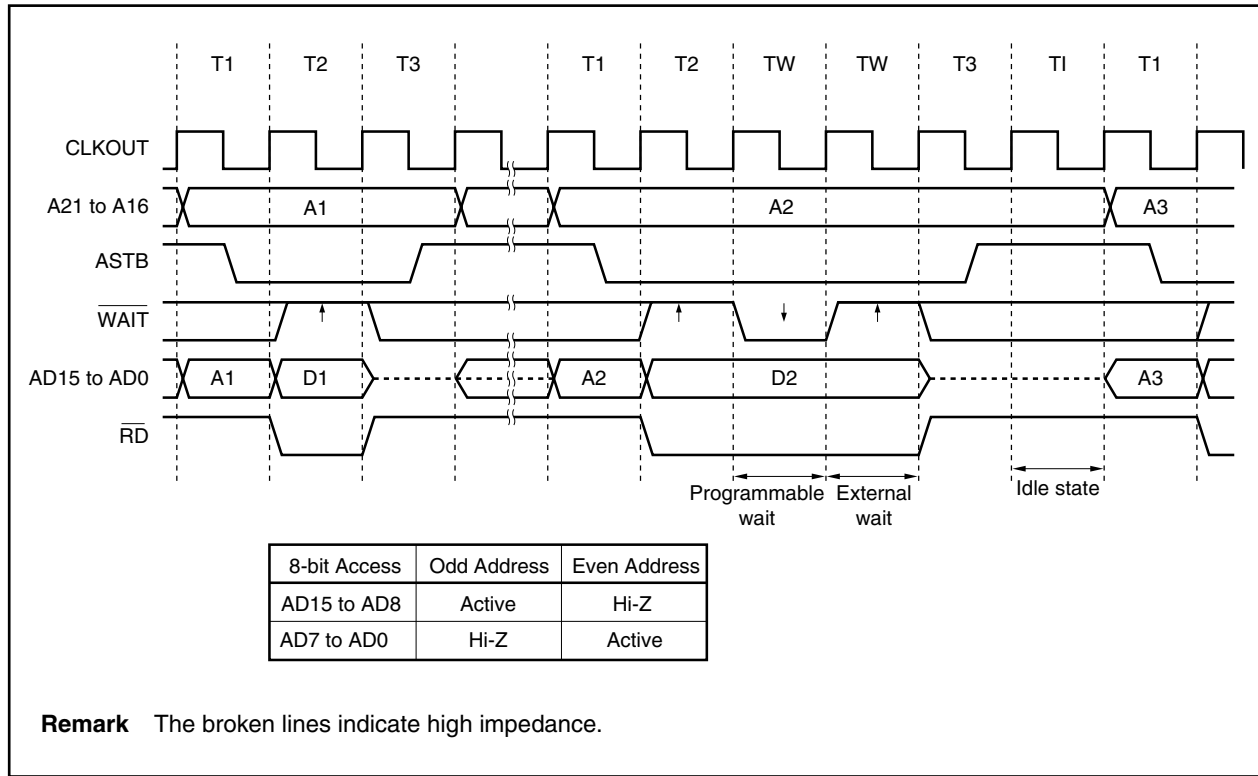 T1 T2 T3 T1 T2 TW TW T3 TI T1
CLKOUT
A21 to A16 A1 A2 A3
ASTB
WAIT
AD15 to AD0 A1 D1 A2 D2 A3
RD
Programmable wait
External wait
Idle state
8-bit Access Odd Address Even Address
AD15 to AD8 Active Hi-Z
AD7 to AD0 Hi-Z Active
Remark The broken lines indicate high impedance.